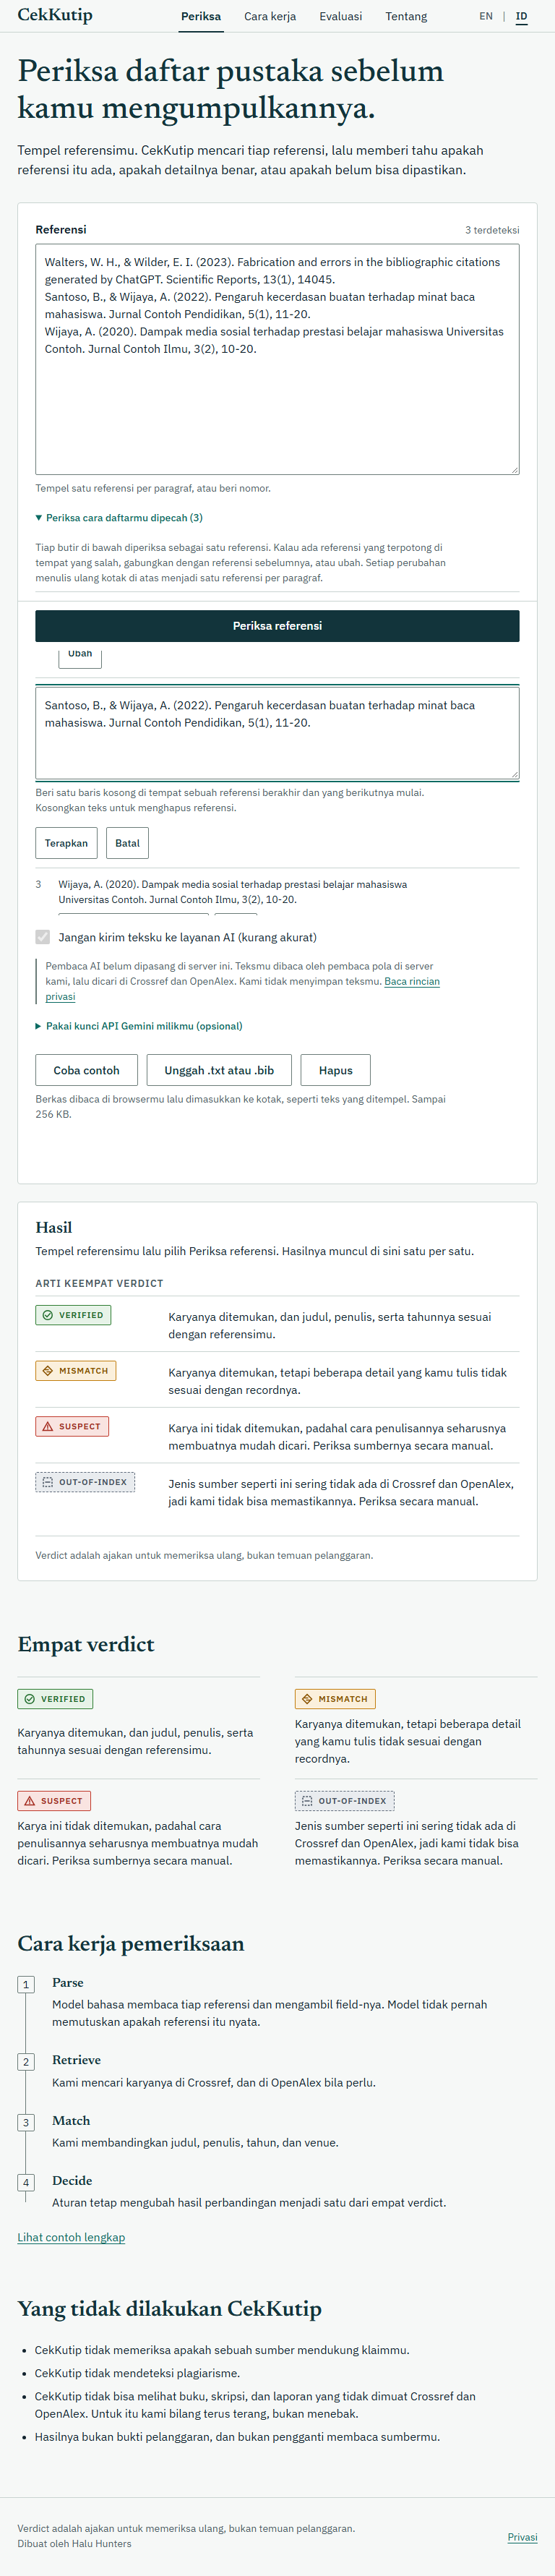 CekKutip
Periksa
Cara kerja
Evaluasi
Tentang
EN | ID
Periksa daftar pustaka sebelum
kamu mengumpulkannya.
Tempel referensimu. CekKutip mencari tiap referensi, lalu memberi tahu apakah
referensi itu ada, apakah detailnya benar, atau apakah belum bisa dipastikan.
Referensi
3 terdeteksi
Walters, W. H., & Wilder, E. I. (2023). Fabrication and errors in the bibliographic citations
generated by ChatGPT. Scientific Reports, 13(1), 14045.
Santoso, B., & Wijaya, A. (2022). Pengaruh kecerdasan buatan terhadap minat baca
mahasiswa. Jurnal Contoh Pendidikan, 5(1), 11-20.
Wijaya, A. (2020). Dampak media sosial terhadap prestasi belajar mahasiswa Universitas
Contoh. Jurnal Contoh Ilmu, 3(2), 10-20.
Tempel satu referensi per paragraf, atau beri nomor.
Periksa cara daftarmu dipecah (3)
Tiap butir di bawah diperiksa sebagai satu referensi. Kalau ada referensi yang terpotong di
tempat yang salah, gabungkan dengan referensi sebelumnya, atau ubah. Setiap perubahan
menulis ulang kotak di atas menjadi satu referensi per paragraf.
Periksa referensi
Ubah
Santoso, B., & Wijaya, A. (2022). Pengaruh kecerdasan buatan terhadap minat baca
mahasiswa. Jurnal Contoh Pendidikan, 5(1), 11-20.
Beri satu baris kosong di tempat sebuah referensi berakhir dan yang berikutnya mulai.
Kosongkan teks untuk menghapus referensi.
Terapkan
Batal
3 Wijaya, A. (2020). Dampak media sosial terhadap prestasi belajar mahasiswa
Universitas Contoh. Jurnal Contoh Ilmu, 3(2), 10-20.
Jangan kirim teksku ke layanan AI (kurang akurat)
Pembaca AI belum dipasang di server ini. Teksmu dibaca oleh pembaca pola di server
kami, lalu dicari di Crossref dan OpenAlex. Kami tidak menyimpan teksmu. Baca rincian
privasi
Pakai kunci API Gemini milikmu (opsional)
Coba contoh
Unggah .txt atau .bib
Hapus
Berkas dibaca di browsermu lalu dimasukkan ke kotak, seperti teks yang ditempel. Sampai
256 KB.
Hasil
Tempel referensimu lalu pilih Periksa referensi. Hasilnya muncul di sini satu per satu.
ARTI KEEMPAT VERDICT
VERIFIED
Karyanya ditemukan, dan judul, penulis, serta tahunnya sesuai
dengan referensimu.
MISMATCH
Karyanya ditemukan, tetapi beberapa detail yang kamu tulis tidak
sesuai dengan recordnya.
SUSPECT
Karya ini tidak ditemukan, padahal cara penulisannya seharusnya
membuatnya mudah dicari. Periksa sumbernya secara manual.
OUT-OF-INDEX
Jenis sumber seperti ini sering tidak ada di Crossref dan OpenAlex,
jadi kami tidak bisa memastikannya. Periksa secara manual.
Verdict adalah ajakan untuk memeriksa ulang, bukan temuan pelanggaran.
Empat verdict
VERIFIED
Karyanya ditemukan, dan judul, penulis, serta
tahunnya sesuai dengan referensimu.
MISMATCH
Karyanya ditemukan, tetapi beberapa detail
yang kamu tulis tidak sesuai dengan
recordnya.
SUSPECT
Karya ini tidak ditemukan, padahal cara
penulisannya seharusnya membuatnya mudah
dicari. Periksa sumbernya secara manual.
OUT-OF-INDEX
Jenis sumber seperti ini sering tidak ada di
Crossref dan OpenAlex, jadi kami tidak bisa
memastikannya. Periksa secara manual.
Cara kerja pemeriksaan
1 Parse
Model bahasa membaca tiap referensi dan mengambil field-nya. Model tidak pernah
memutuskan apakah referensi itu nyata.
2 Retrieve
Kami mencari karyanya di Crossref, dan di OpenAlex bila perlu.
3 Match
Kami membandingkan judul, penulis, tahun, dan venue.
4 Decide
Aturan tetap mengubah hasil perbandingan menjadi satu dari empat verdict.
Lihat contoh lengkap
Yang tidak dilakukan CekKutip
• CekKutip tidak memeriksa apakah sebuah sumber mendukung klaimmu.
• CekKutip tidak mendeteksi plagiarisme.
• CekKutip tidak bisa melihat buku, skripsi, dan laporan yang tidak dimuat Crossref dan
OpenAlex. Untuk itu kami bilang terus terang, bukan menebak.
• Hasilnya bukan bukti pelanggaran, dan bukan pengganti membaca sumbermu.
Verdict adalah ajakan untuk memeriksa ulang, bukan temuan pelanggaran.
Dibuat oleh Halu Hunters
Privasi